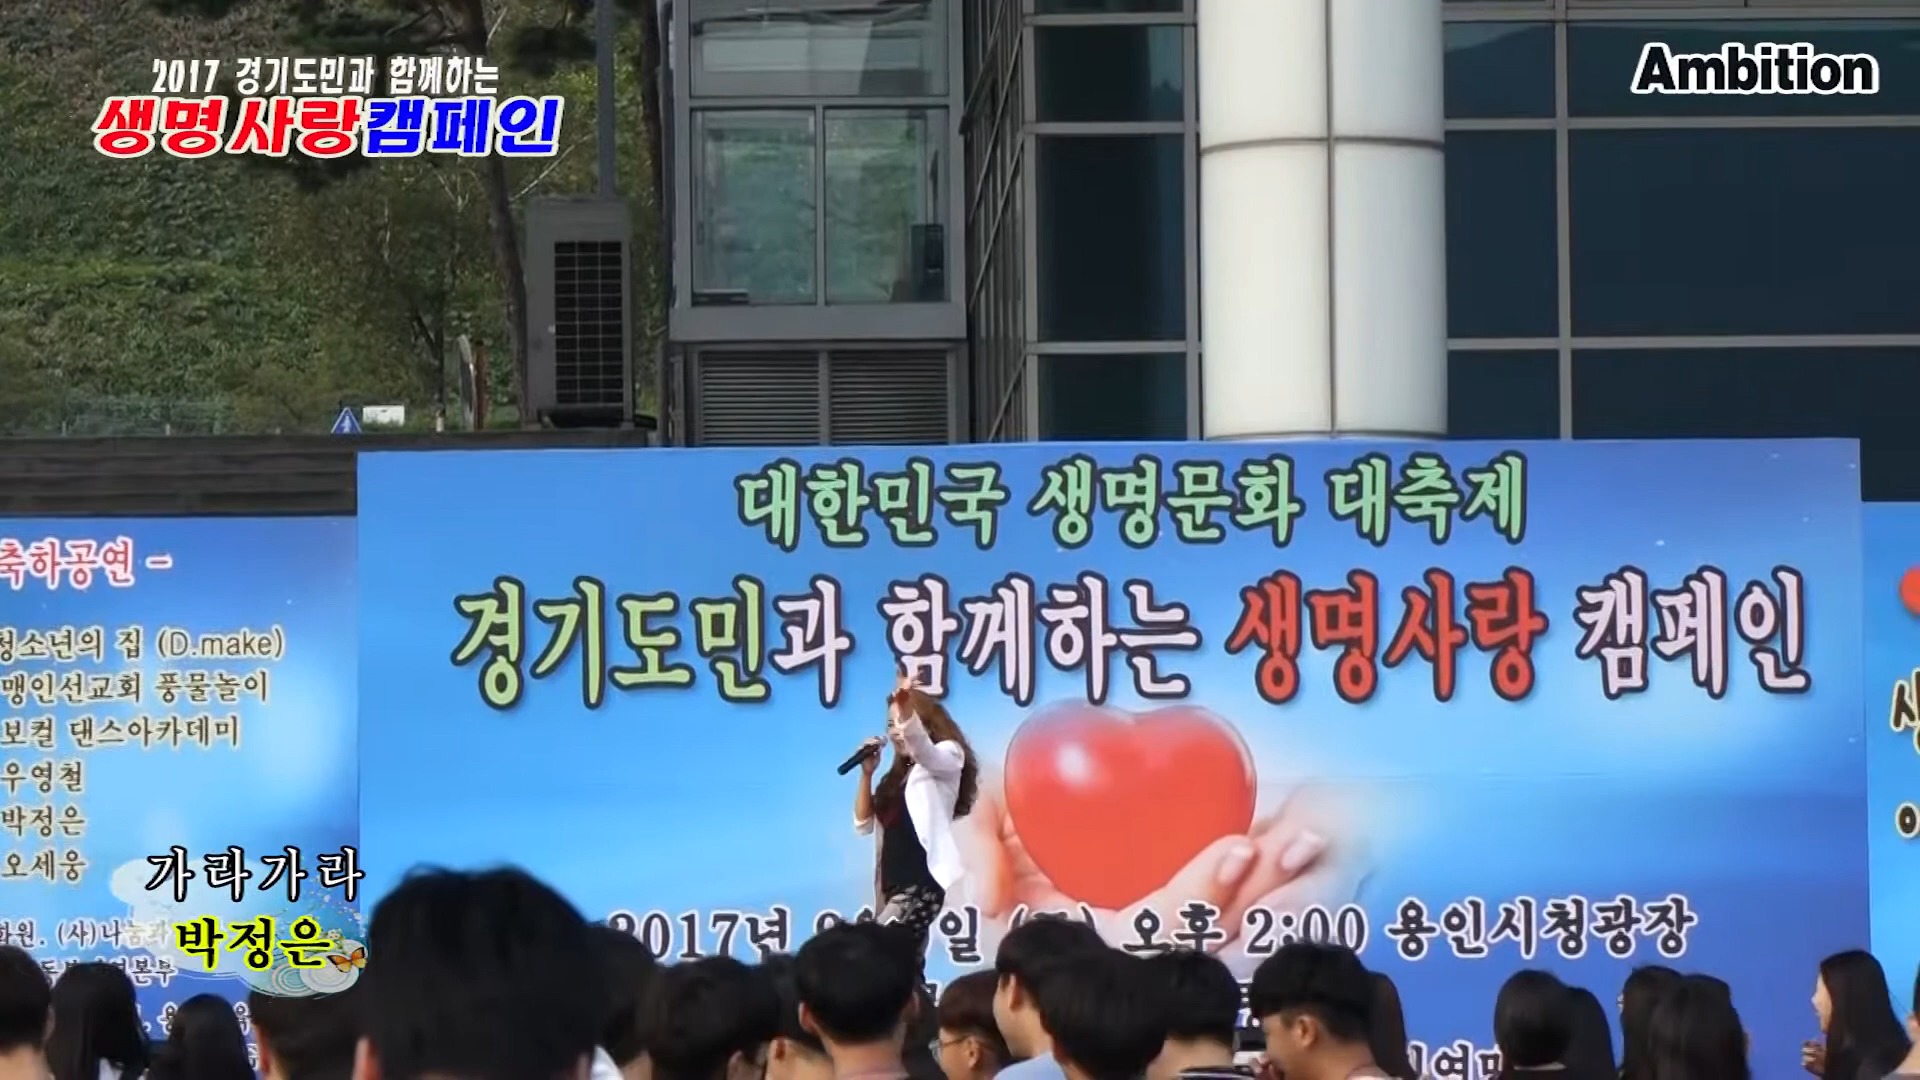 '2017 경기도민과 함께하는
생명사랑캠페인
Ambition
대한민국 생명문화 대축제
경기도민과 함께하는 생명사랑 캠페인
2017년 오후 2:00 용인시청광장
축하공연 -
청소년의 집 (D.make)
맹인선교회 풍물놀이
보컬 댄스아카데미
우영철
박정은
오세웅
가라가라
박정은